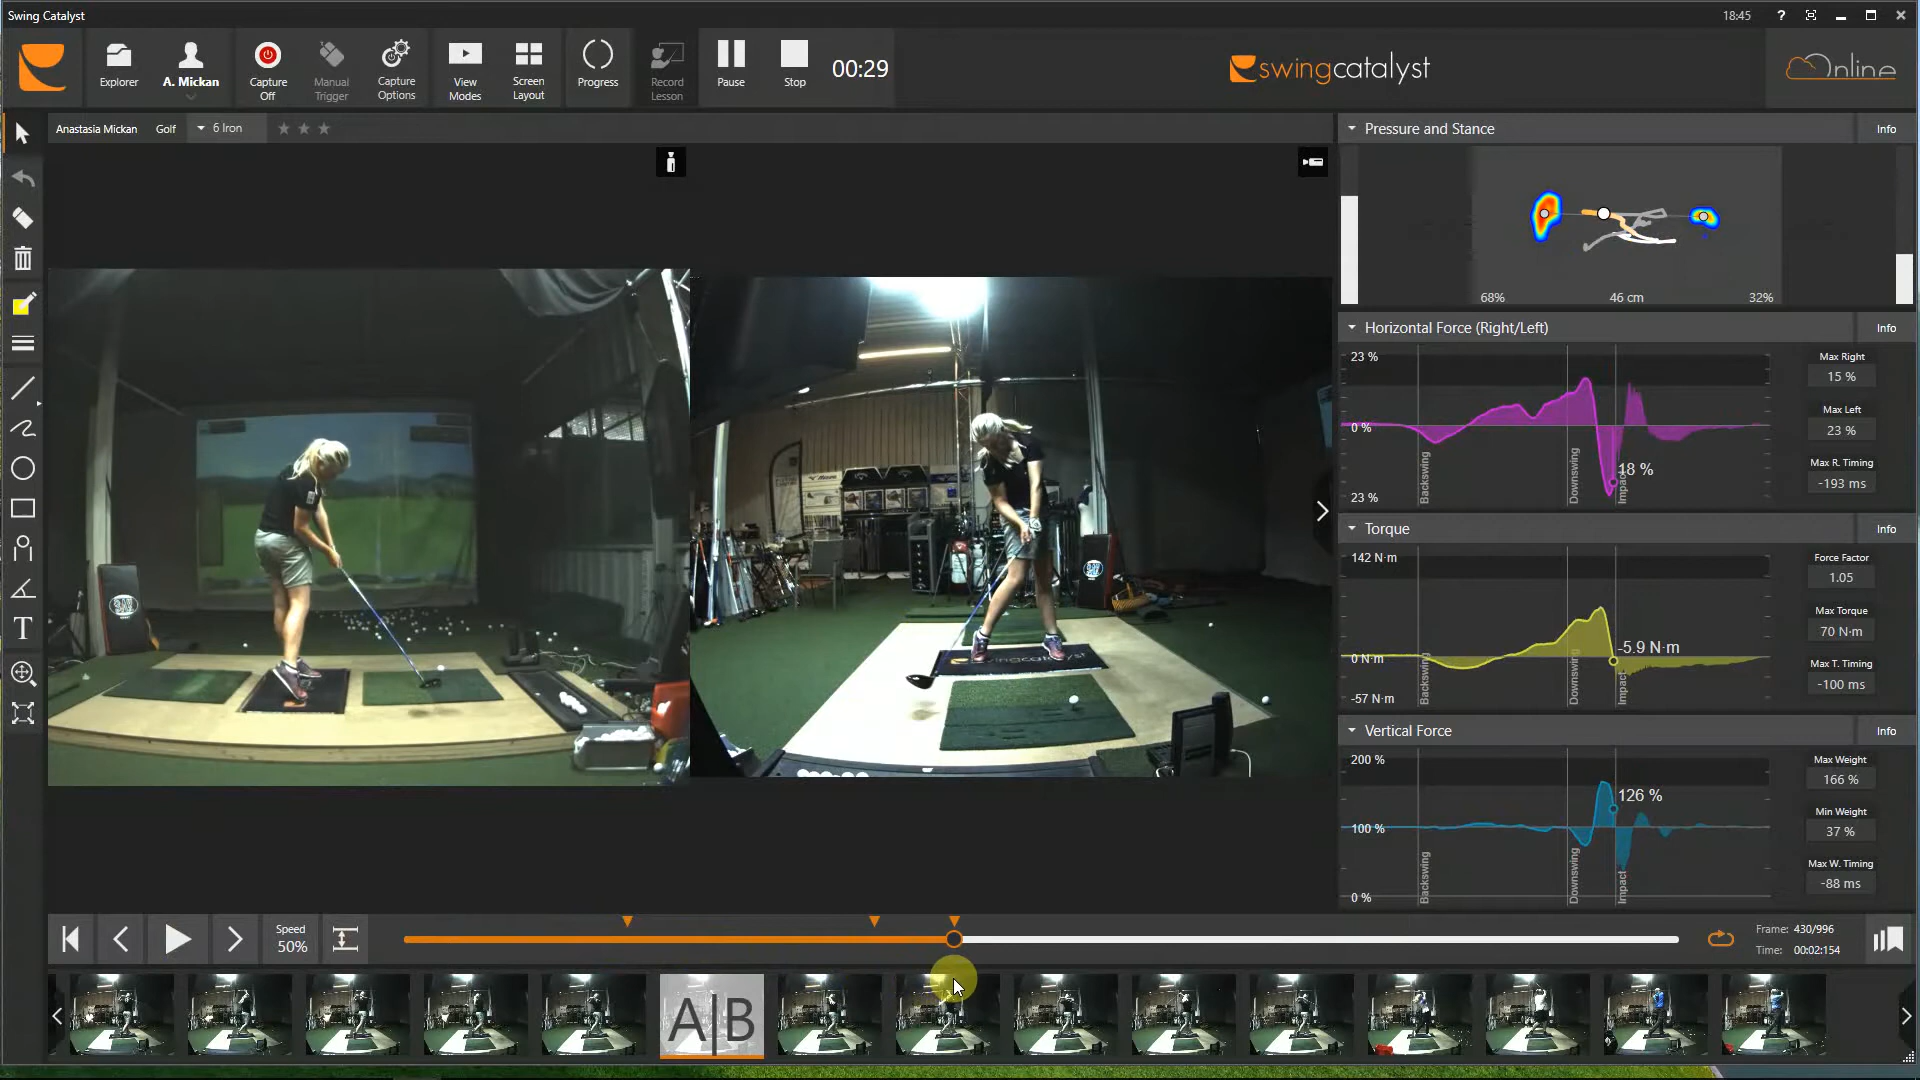 Swing Catalyst
18:45
?
Explorer
A. Mickan
Capture
Off
Manual
Trigger
Capture
Options
View
Modes
Screen
Layout
Progress
Record
Lesson
Pause
Stop
00:29
swingcatalyst
Online
Anastasia Mickan
Golf
6 Iron
T
Pressure and Stance
Info
68%
46 cm
32%
Horizontal Force (Right/Left)
Info
23 %
0 %
23 %
Backswing
Downswing
Impact
18 %
Max Right
15 %
Max Left
23 %
Max R. Timing
-193 ms
Torque
Info
142 N·m
0 N·m
-57 N·m
Backswing
Downswing
Impact
-5.9 N·m
Force Factor
1.05
Max Torque
70 N·m
Max T. Timing
-100 ms
Vertical Force
Info
200 %
100 %
0 %
Backswing
Downswing
Impact
126 %
Max Weight
166 %
Min Weight
37 %
Max W. Timing
-88 ms
Speed
50%
Frame: 430/996
Time: 00:02:154
A|B